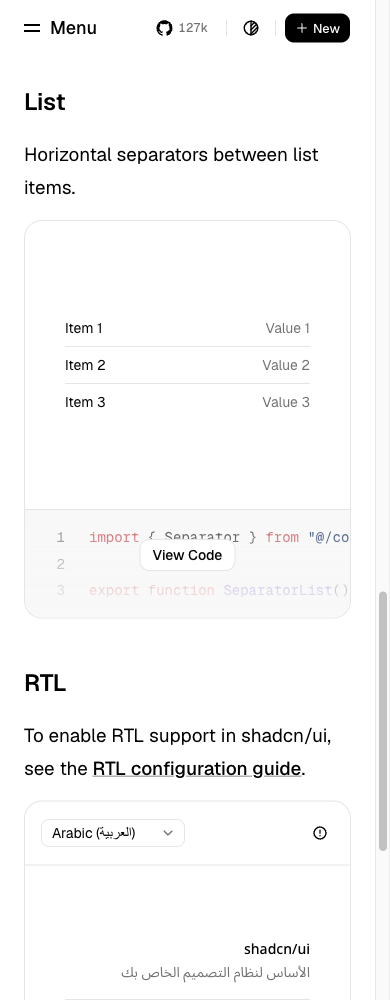 Menu
127k
New
List
Horizontal separators between list
items.
Item 1 Value 1
Item 2 Value 2
Item 3 Value 3
1 import { Separator } from "@/co
View Code
2
3 export function SeparatorList()
RTL
To enable RTL support in shadcn/ui,
see the RTL configuration guide.
Arabic (العربية)
shadcn/ui
الأساس لنظام التصميم الخاص بك